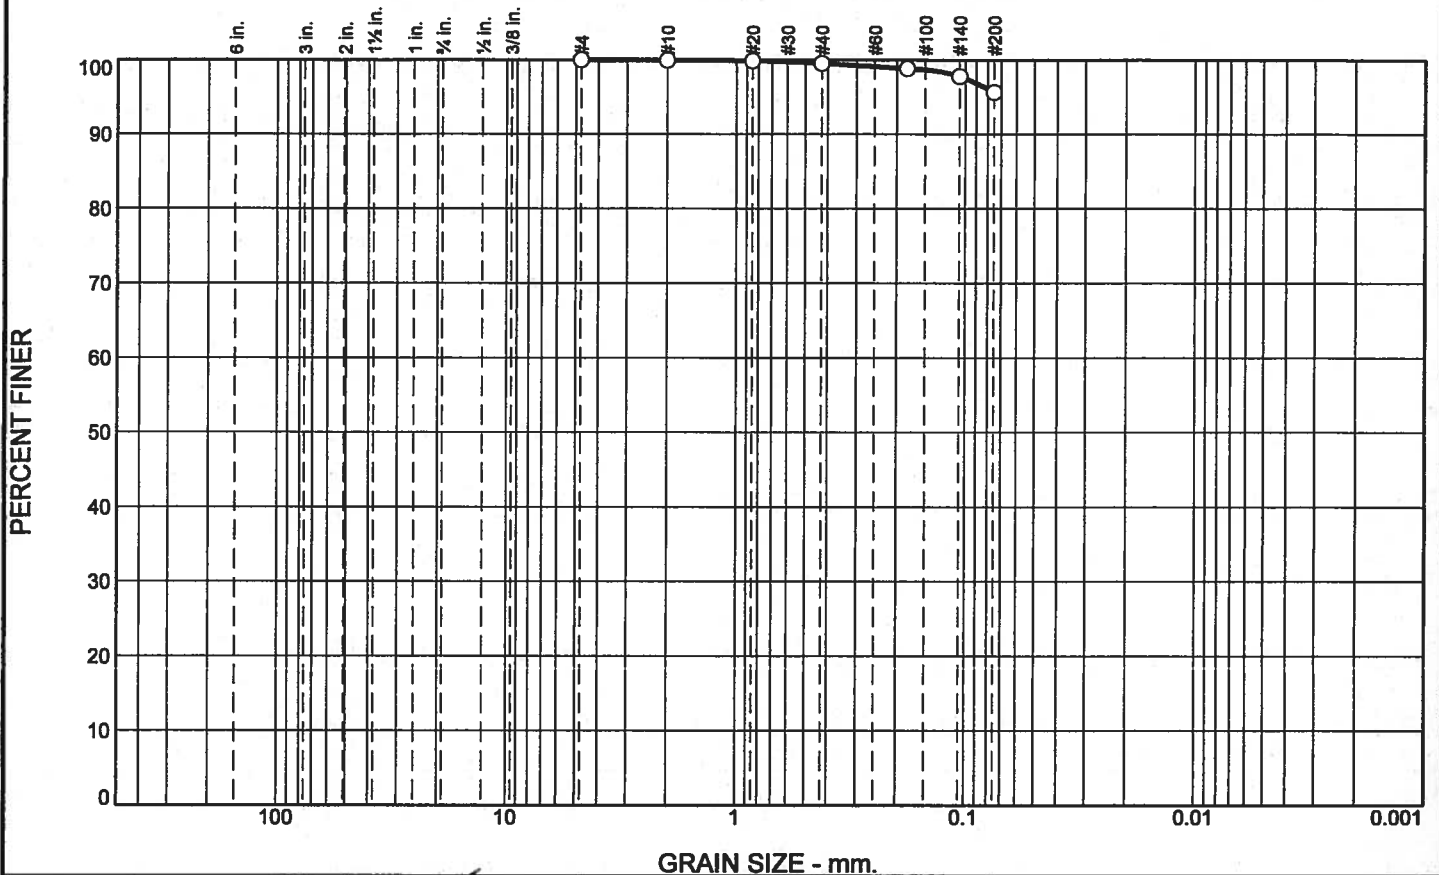 6 in.
3 in.
2 in.
1½ in.
1 in.
¾ in.
½ in.
3/8 in.
#4
#10
#20
#30
#40
#60
#100
#140
#200
PERCENT FINER
100
90
80
70
60
50
40
30
20
10
0
100 10 1 0.1 0.01 0.001
GRAIN SIZE - mm.